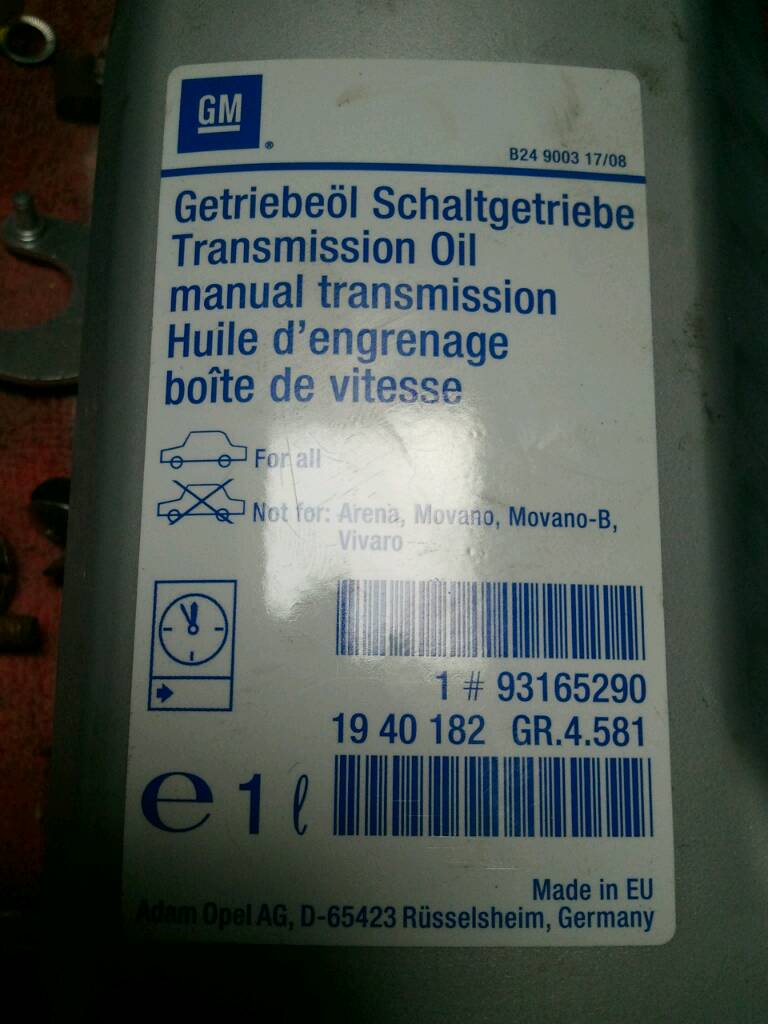 GM
®
B24 9003 17/08
Getriebeöl Schaltgetriebe
Transmission Oil
manual transmission
Huile d'engrenage
boîte de vitesse
For all
Not for: Arena, Movano, Movano-B,
Vivaro
1 # 93165290
19 40 182 GR.4.581
e 1 ℓ
Made in EU
Adam Opel AG, D-65423 Rüsselsheim, Germany